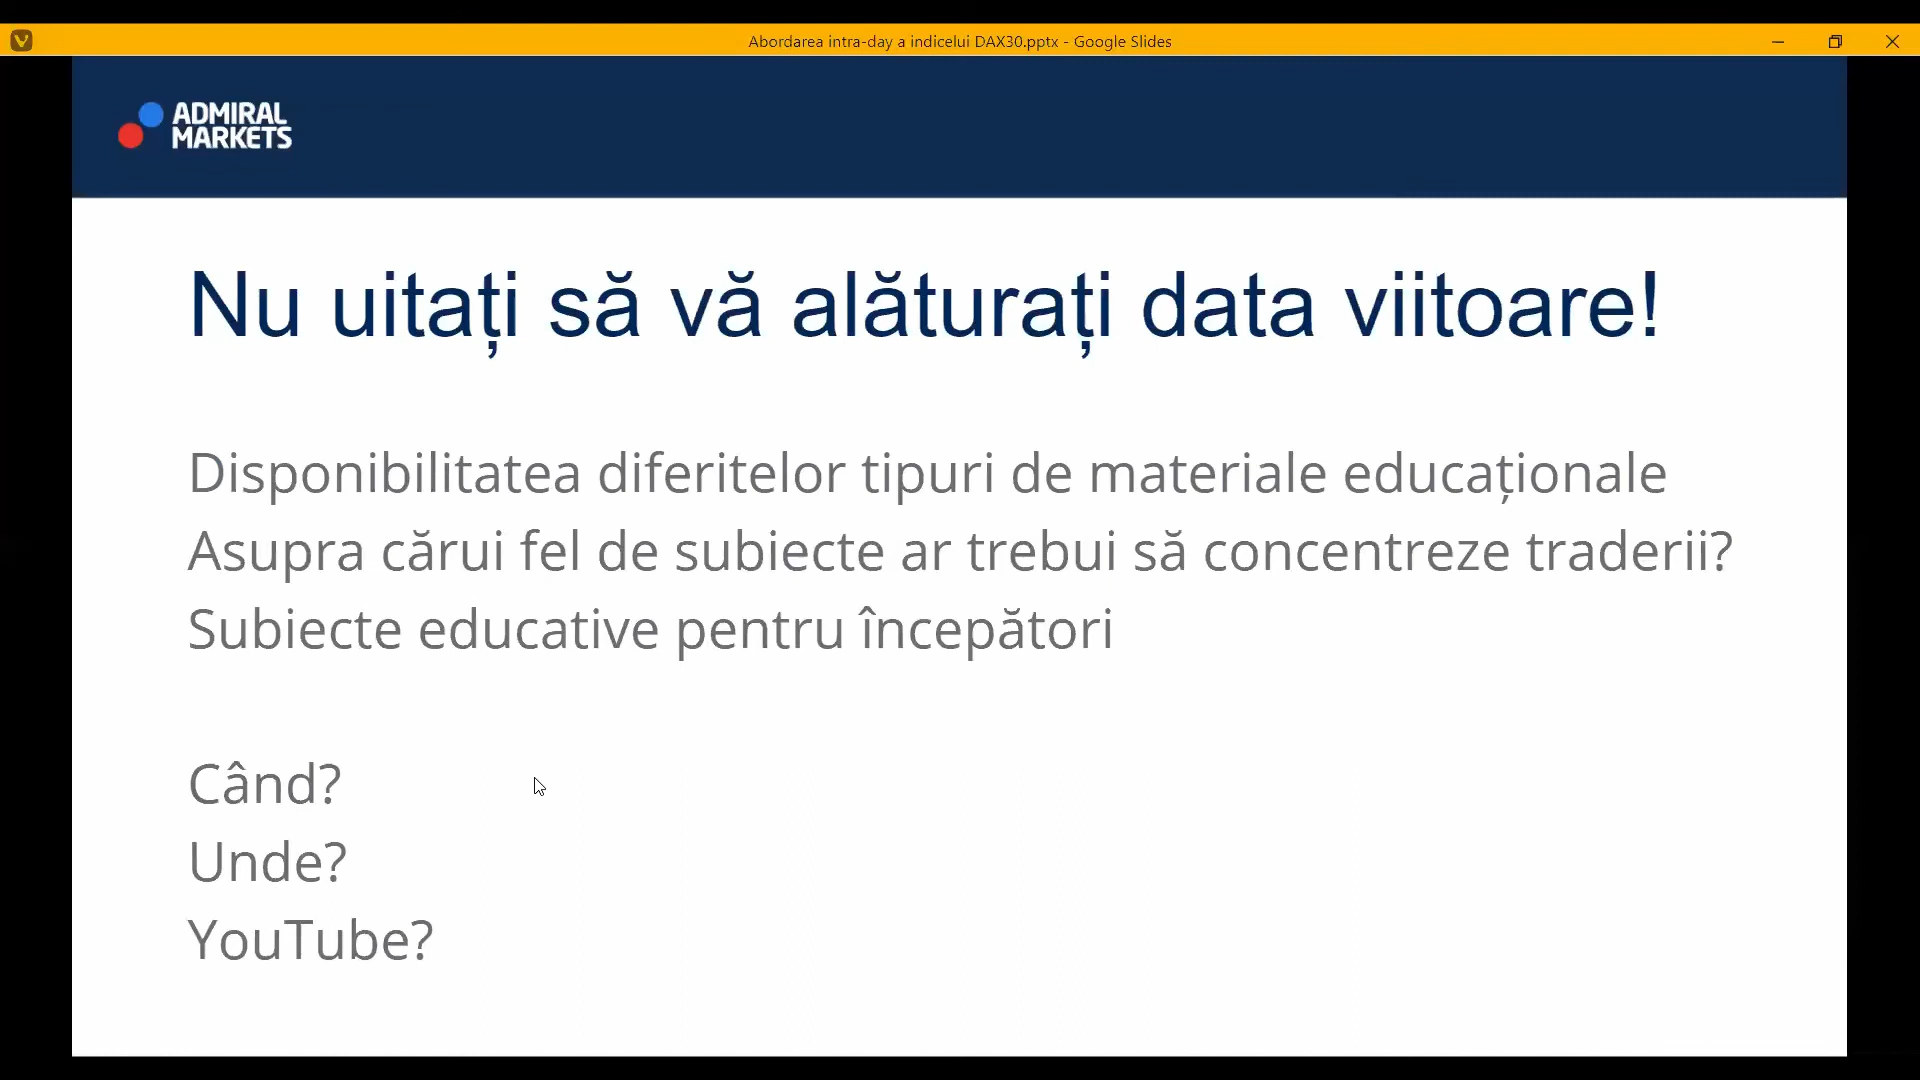 Abordarea intra-day a indicelui DAX30.pptx - Google Slides
ADMIRAL
MARKETS
Nu uitați să vă alăturați data viitoare!
Disponibilitatea diferitelor tipuri de materiale educaționale
Asupra cărui fel de subiecte ar trebui să concentreze traderii?
Subiecte educative pentru începători
Când?
Unde?
YouTube?